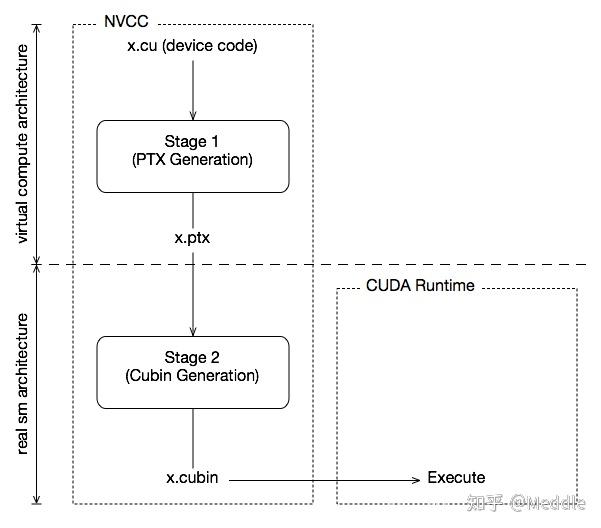 NVCC
x.cu (device code)
virtual compute architecture
Stage 1
(PTX Generation)
x.ptx
CUDA Runtime
real sm architecture
Stage 2
(Cubin Generation)
x.cubin
Execute
知乎 @Meddle